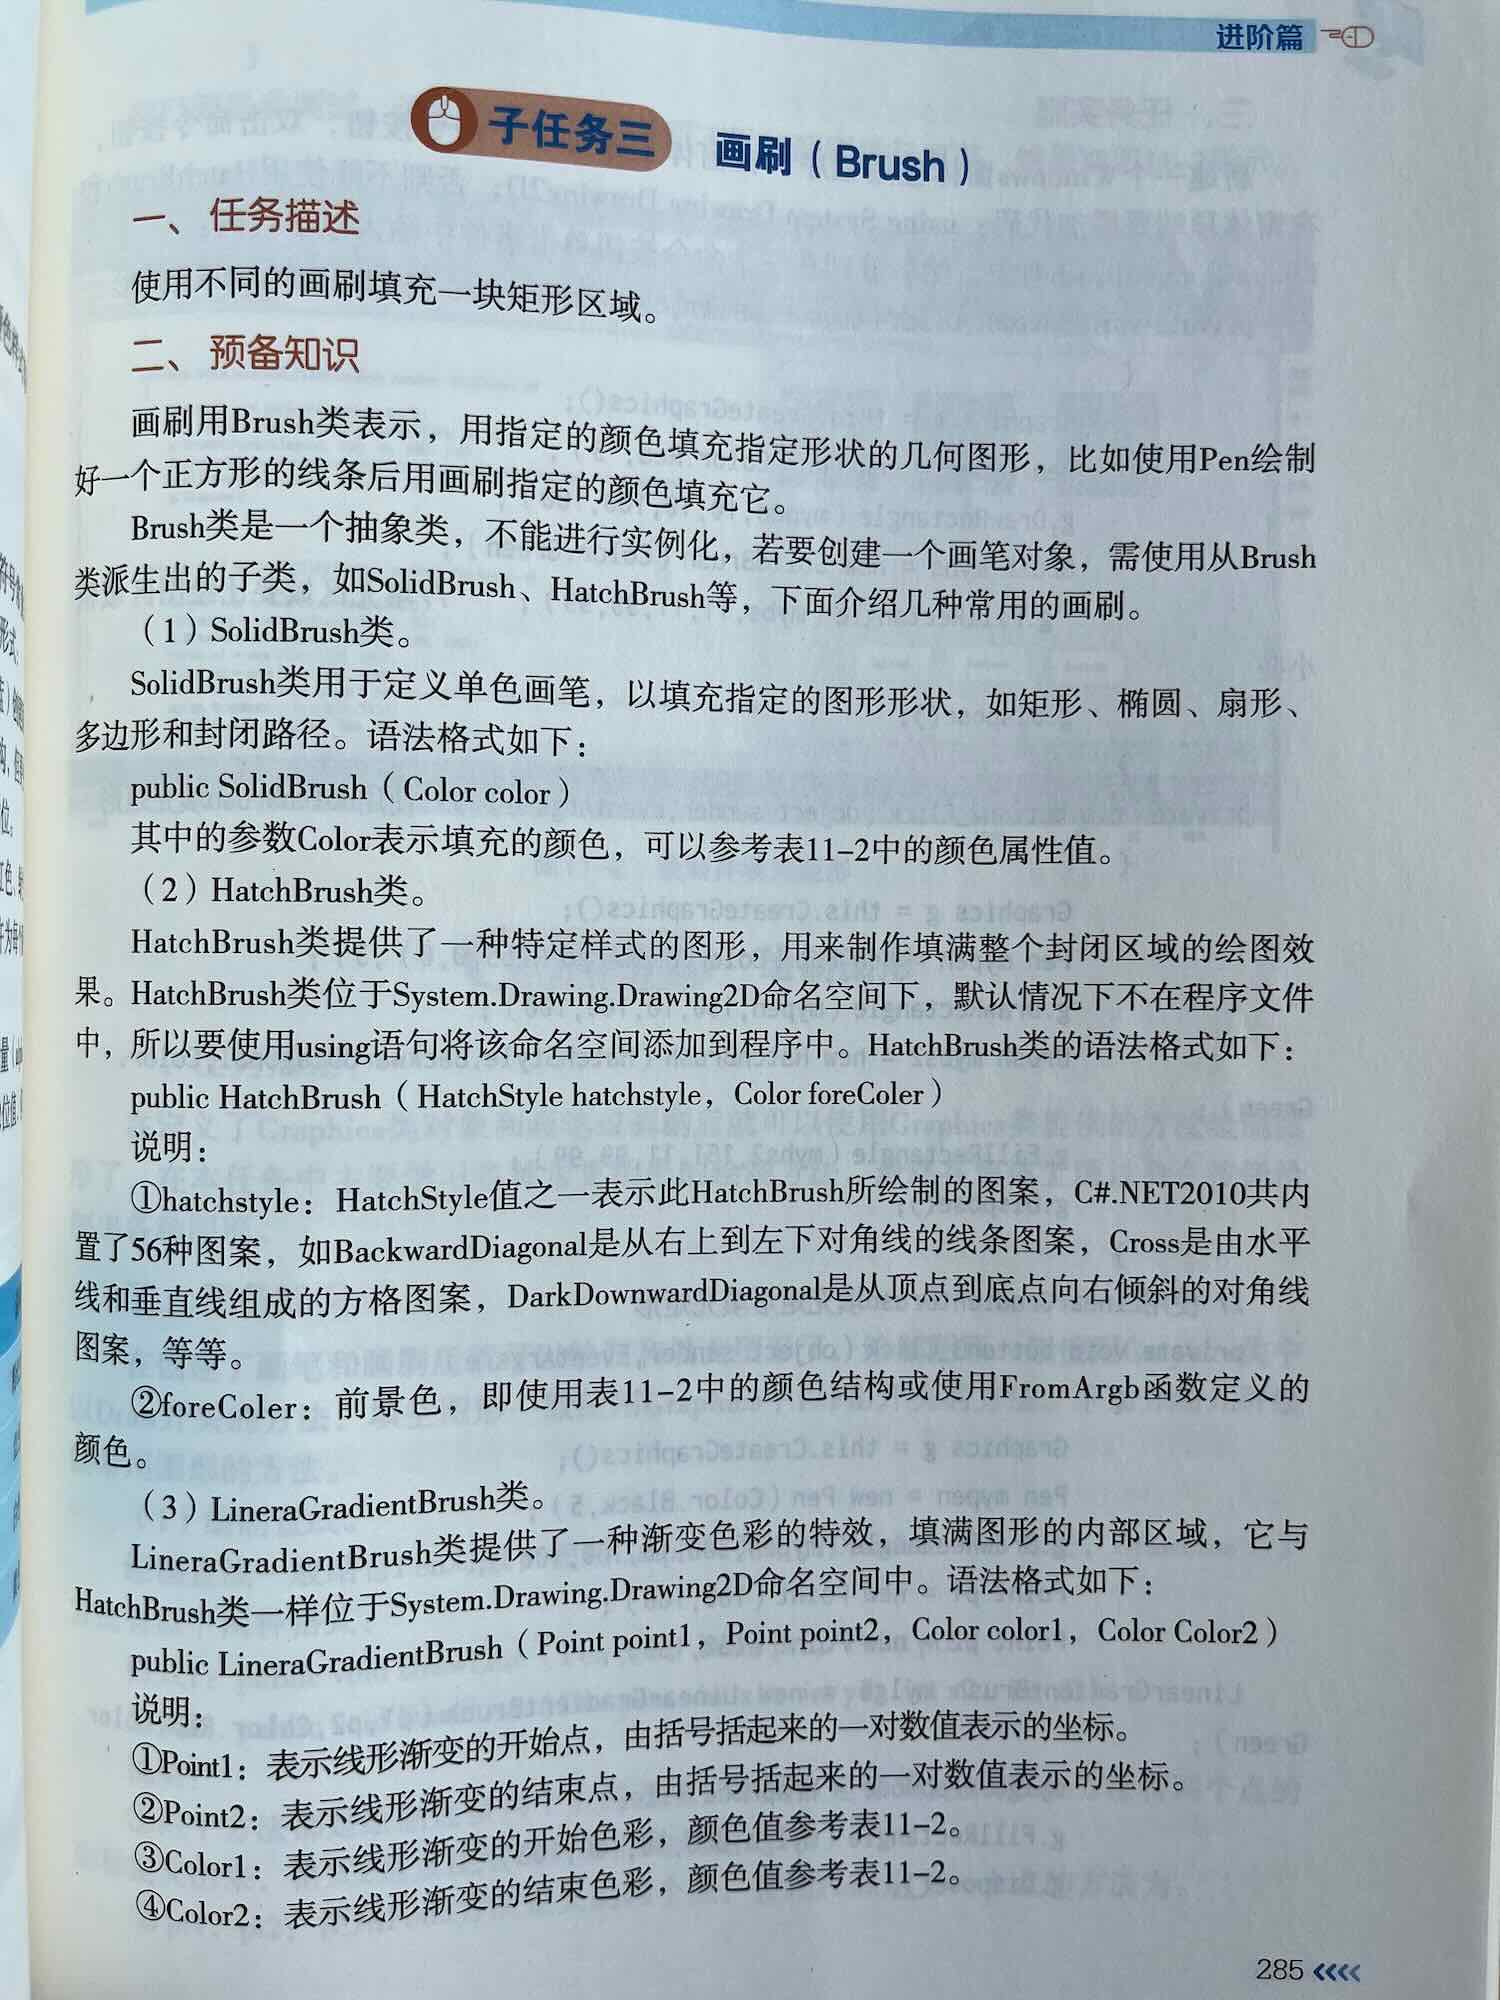 进阶篇
子任务三 画刷（Brush）
一、任务描述
使用不同的画刷填充一块矩形区域。
二、预备知识
画刷用Brush类表示，用指定的颜色填充指定形状的几何图形，比如使用Pen绘制
好一个正方形的线条后用画刷指定的颜色填充它。
Brush类是一个抽象类，不能进行实例化，若要创建一个画笔对象，需使用从Brush
类派生出的子类，如SolidBrush、HatchBrush等，下面介绍几种常用的画刷。
（1）SolidBrush类。
SolidBrush类用于定义单色画笔，以填充指定的图形形状，如矩形、椭圆、扇形、
多边形和封闭路径。语法格式如下：
public SolidBrush（Color color）
其中的参数Color表示填充的颜色，可以参考表11-2中的颜色属性值。
（2）HatchBrush类。
HatchBrush类提供了一种特定样式的图形，用来制作填满整个封闭区域的绘图效
果。HatchBrush类位于System.Drawing.Drawing2D命名空间下，默认情况下不在程序文件
中，所以要使用using语句将该命名空间添加到程序中。HatchBrush类的语法格式如下：
public HatchBrush（HatchStyle hatchstyle，Color foreColer）
说明：
①hatchstyle：HatchStyle值之一表示此HatchBrush所绘制的图案，C#.NET2010共内
置了56种图案，如BackwardDiagonal是从右上到左下对角线的线条图案，Cross是由水平
线和垂直线组成的方格图案，DarkDownwardDiagonal是从顶点到底点向右倾斜的对角线
图案，等等。
②foreColer：前景色，即使用表11-2中的颜色结构或使用FromArgb函数定义的
颜色。
（3）LineraGradientBrush类。
LineraGradientBrush类提供了一种渐变色彩的特效，填满图形的内部区域，它与
HatchBrush类一样位于System.Drawing.Drawing2D命名空间中。语法格式如下：
public LineraGradientBrush（Point point1，Point point2，Color color1，Color Color2）
说明：
①Point1：表示线形渐变的开始点，由括号括起来的一对数值表示的坐标。
②Point2：表示线形渐变的结束点，由括号括起来的一对数值表示的坐标。
③Color1：表示线形渐变的开始色彩，颜色值参考表11-2。
④Color2：表示线形渐变的结束色彩，颜色值参考表11-2。
285